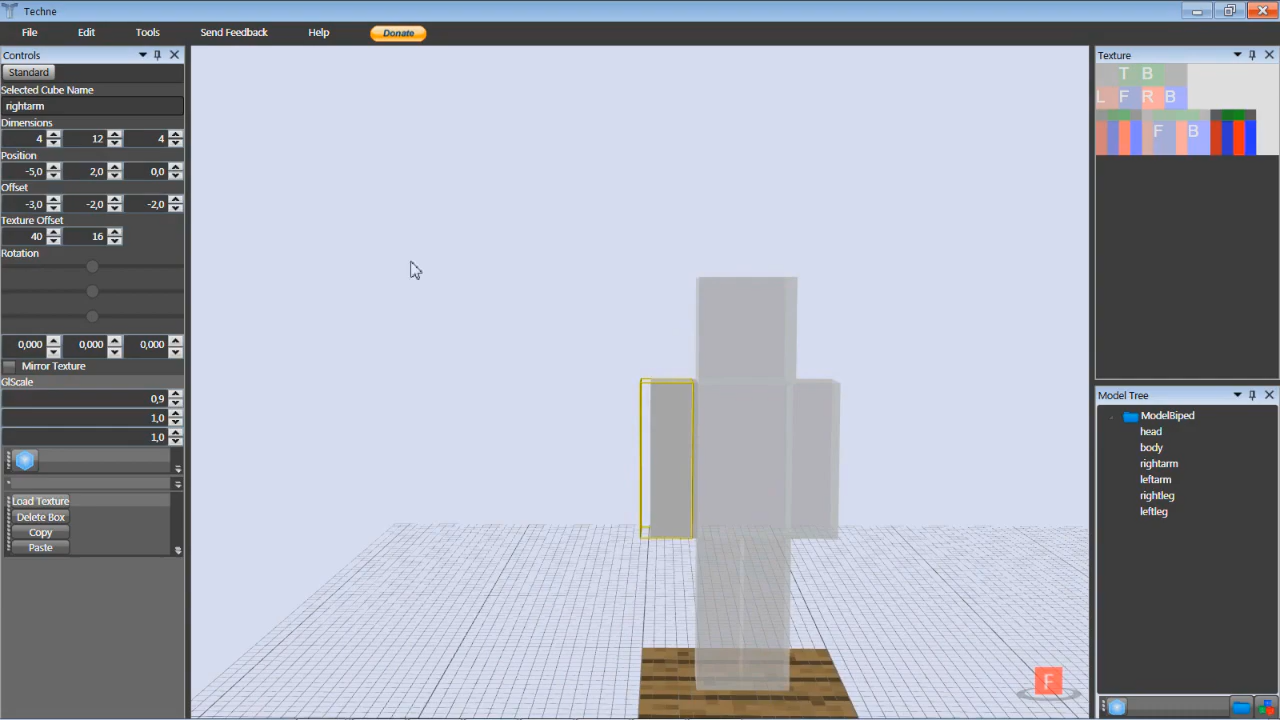 Techne
File Edit Tools Send Feedback Help Donate
Controls
Standard
Selected Cube Name
rightarm
Dimensions
4 12 4
Position
-5,0 2,0 0,0
Offset
-3,0 -2,0 -2,0
Texture Offset
40 16
Rotation
0,000 0,000 0,000
Mirror Texture
GlScale
0,9
1,0
1,0
Load Texture
Delete Box
Copy
Paste
F
Texture
T B
L F R B
F B
Model Tree
ModelBiped
head
body
rightarm
leftarm
rightleg
leftleg